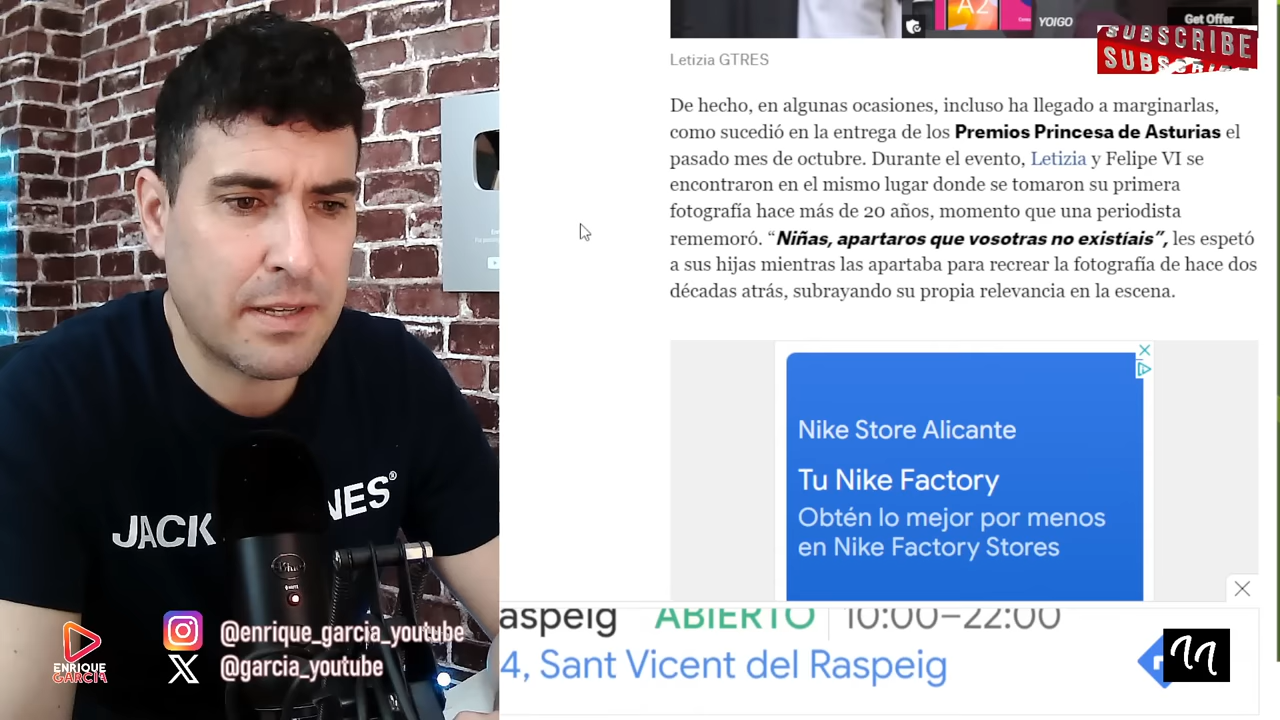 A2
YOIGO
Get Offer
SUBSCRIBE
SUBSCRIBE
Letizia GTRES
De hecho, en algunas ocasiones, incluso ha llegado a marginarlas,
como sucedió en la entrega de los Premios Princesa de Asturias el
pasado mes de octubre. Durante el evento, Letizia y Felipe VI se
encontraron en el mismo lugar donde se tomaron su primera
fotografía hace más de 20 años, momento que una periodista
rememoró. “Niñas, apartaros que vosotras no existíais”, les espetó
a sus hijas mientras las apartaba para recrear la fotografía de hace dos
décadas atrás, subrayando su propia relevancia en la escena.
Nike Store Alicante
Tu Nike Factory
Obtén lo mejor por menos
en Nike Factory Stores
Raspeig ABIERTO 10:00–22:00
4, Sant Vicent del Raspeig
JACK NES®
ENRIQUE
GARCIA
@enrique_garcia_youtube
@garcia_youtube